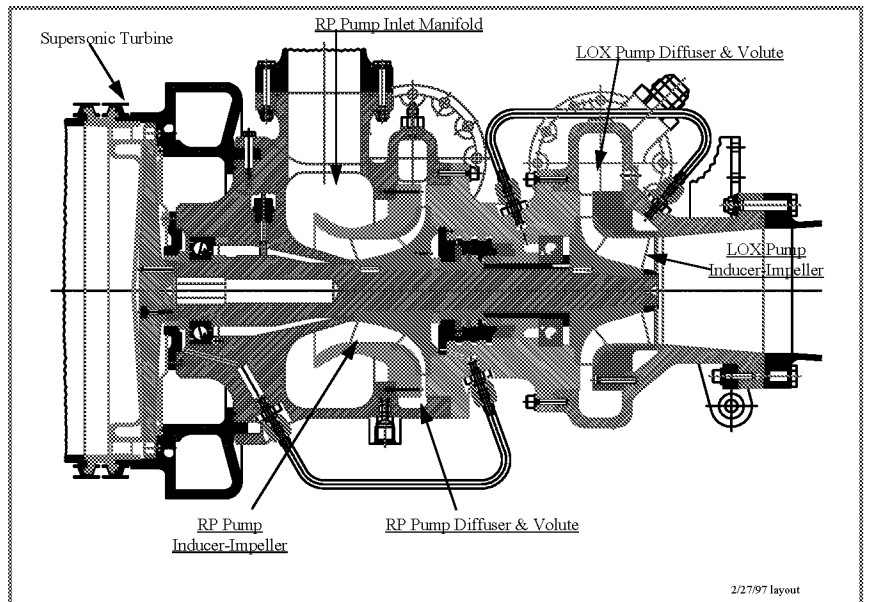 RP Pump Inlet Manifold
Supersonic Turbine
LOX Pump Diffuser & Volute
LOX Pump
Inducer-Impeller
RP Pump
Inducer-Impeller
RP Pump Diffuser & Volute
2/27/97 layout